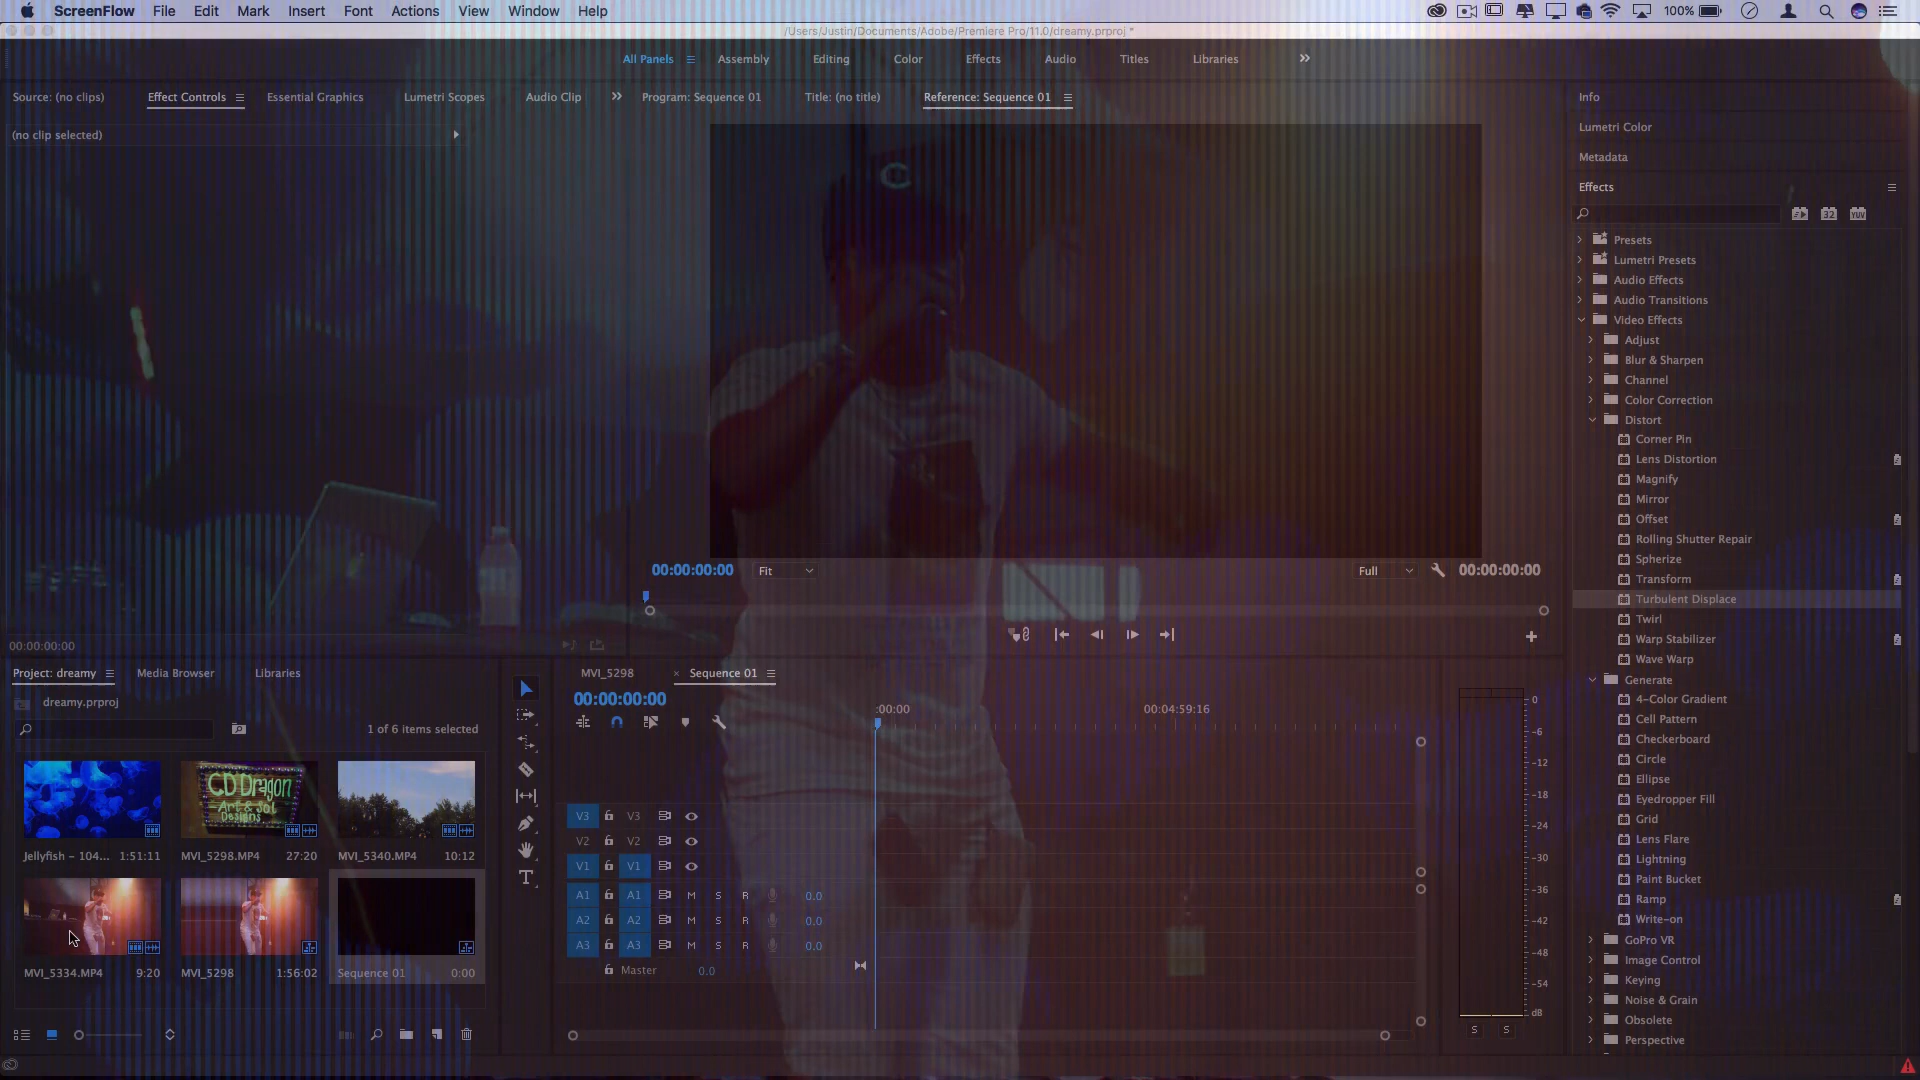 ScreenFlow File Edit Mark Insert Font Actions View Window Help 100%
/Users/Justin/Documents/Adobe/Premiere Pro/11.0/dreamy.prproj *
All Panels Assembly Editing Color Effects Audio Titles Libraries
Source: (no clips) Effect Controls Essential Graphics Lumetri Scopes Audio Clip Program: Sequence 01 Title: (no title) Reference: Sequence 01 Info
Lumetri Color
(no clip selected)
Metadata
Effects
32 YUV
Presets
Lumetri Presets
Audio Effects
Audio Transitions
Video Effects
Adjust
Blur & Sharpen
Channel
Color Correction
Distort
Corner Pin
Lens Distortion
Magnify
Mirror
Offset
Rolling Shutter Repair
Spherize
Transform
Turbulent Displace
Twirl
Warp Stabilizer
Wave Warp
Generate
4-Color Gradient
Cell Pattern
Checkerboard
Circle
Ellipse
Eyedropper Fill
Grid
Lens Flare
Lightning
Paint Bucket
Ramp
Write-on
GoPro VR
Image Control
Keying
Noise & Grain
Obsolete
Perspective
00:00:00:00 Fit Full 00:00:00:00
00:00:00:00
Project: dreamy Media Browser Libraries
dreamy.prproj
1 of 6 items selected
CD Dragon
Art & Sol
Designs
Jellyfish - 104... 1:51:11 MVI_5298.MP4 27:20 MVI_5340.MP4 10:12
MVI_5334.MP4 9:20 MVI_5298 1:56:02 Sequence 01 0:00
T
MVI_5298 × Sequence 01
00:00:00:00
:00:00 00:04:59:16
V3 V3
V2 V2
V1 V1
A1 A1 M S R 0.0
A2 A2 M S R 0.0
A3 A3 M S R 0.0
Master 0.0
0
-6
-12
-18
-24
-30
-36
-42
-48
-54
dB
S S